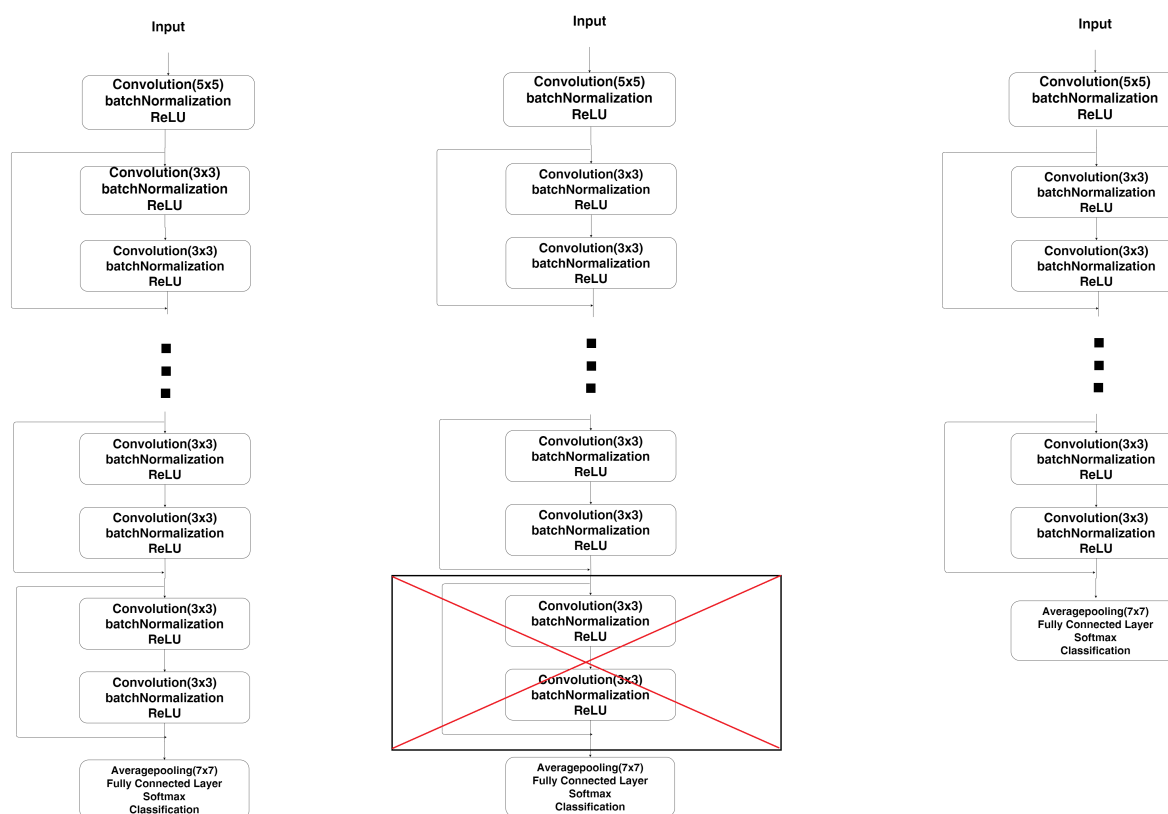 Input
Convolution(5x5)
batchNormalization
ReLU
Convolution(3x3)
batchNormalization
ReLU
Convolution(3x3)
batchNormalization
ReLU
Convolution(3x3)
batchNormalization
ReLU
Convolution(3x3)
batchNormalization
ReLU
Convolution(3x3)
batchNormalization
ReLU
Convolution(3x3)
batchNormalization
ReLU
Averagepooling(7x7)
Fully Connected Layer
Softmax
Classification
Input
Convolution(5x5)
batchNormalization
ReLU
Convolution(3x3)
batchNormalization
ReLU
Convolution(3x3)
batchNormalization
ReLU
Convolution(3x3)
batchNormalization
ReLU
Convolution(3x3)
batchNormalization
ReLU
Convolution(3x3)
batchNormalization
ReLU
Convolution(3x3)
batchNormalization
ReLU
Averagepooling(7x7)
Fully Connected Layer
Softmax
Classification
Input
Convolution(5x5)
batchNormalization
ReLU
Convolution(3x3)
batchNormalization
ReLU
Convolution(3x3)
batchNormalization
ReLU
Convolution(3x3)
batchNormalization
ReLU
Convolution(3x3)
batchNormalization
ReLU
Averagepooling(7x7)
Fully Connected Layer
Softmax
Classification